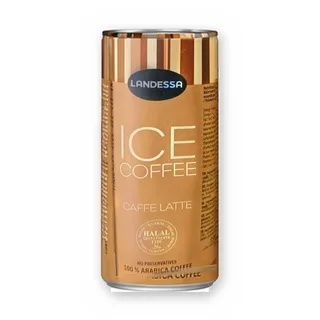 LANDESSA
ICE
COFFEE
CAFFE LATTE
HALAL
NO PRESERVATIVES
100 % ARABICA COFFEE